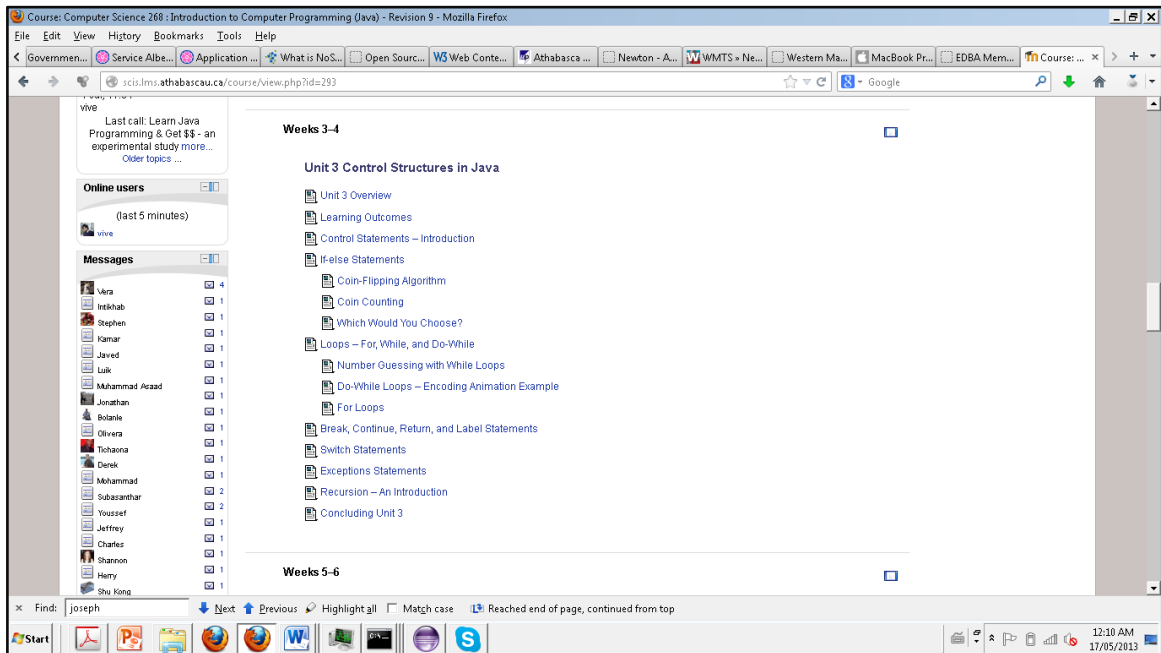 Course: Computer Science 268 : Introduction to Computer Programming (Java) - Revision 9 - Mozilla Firefox
File Edit View History Bookmarks Tools Help
Governmen... Service Albe... Application ... What is NoS... Open Sourc... Web Conte... Athabasca ... Newton - A... WMTS » Ne... Western Ma... MacBook Pr... EDBA Mem... Course: ...
scis.lms.athabascau.ca/course/view.php?id=293 Google
vive
Last call: Learn Java
Programming & Get $$ - an
experimental study more...
Older topics ...
Online users
(last 5 minutes)
vive
Messages
Vera 4
Intikhab 1
Stephen 1
Kamar 1
Javed 1
Luik 1
Muhammad Asaad 1
Jonathan 1
Bolanle 1
Olivera 1
Tichaona 1
Derek 1
Mohammad 1
Subasanthar 2
Youssef 2
Jeffrey 1
Charles 1
Shannon 1
Herry 1
Shu Kong 1
Weeks 3–4
Unit 3 Control Structures in Java
Unit 3 Overview
Learning Outcomes
Control Statements – Introduction
If-else Statements
Coin-Flipping Algorithm
Coin Counting
Which Would You Choose?
Loops – For, While, and Do-While
Number Guessing with While Loops
Do-While Loops – Encoding Animation Example
For Loops
Break, Continue, Return, and Label Statements
Switch Statements
Exceptions Statements
Recursion – An Introduction
Concluding Unit 3
Weeks 5–6
× Find: joseph Next Previous Highlight all Match case Reached end of page, continued from top
Start 12:10 AM
17/05/2013